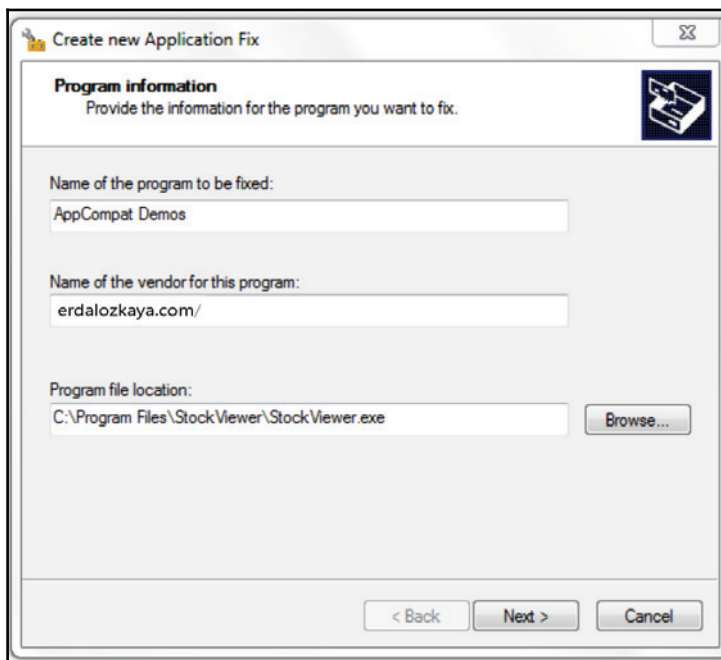 Create new Application Fix
Program information
Provide the information for the program you want to fix.
Name of the program to be fixed:
AppCompat Demos
Name of the vendor for this program:
erdalozkaya.com/
Program file location:
C:\Program Files\StockViewer\StockViewer.exe
Browse...
< Back
Next >
Cancel